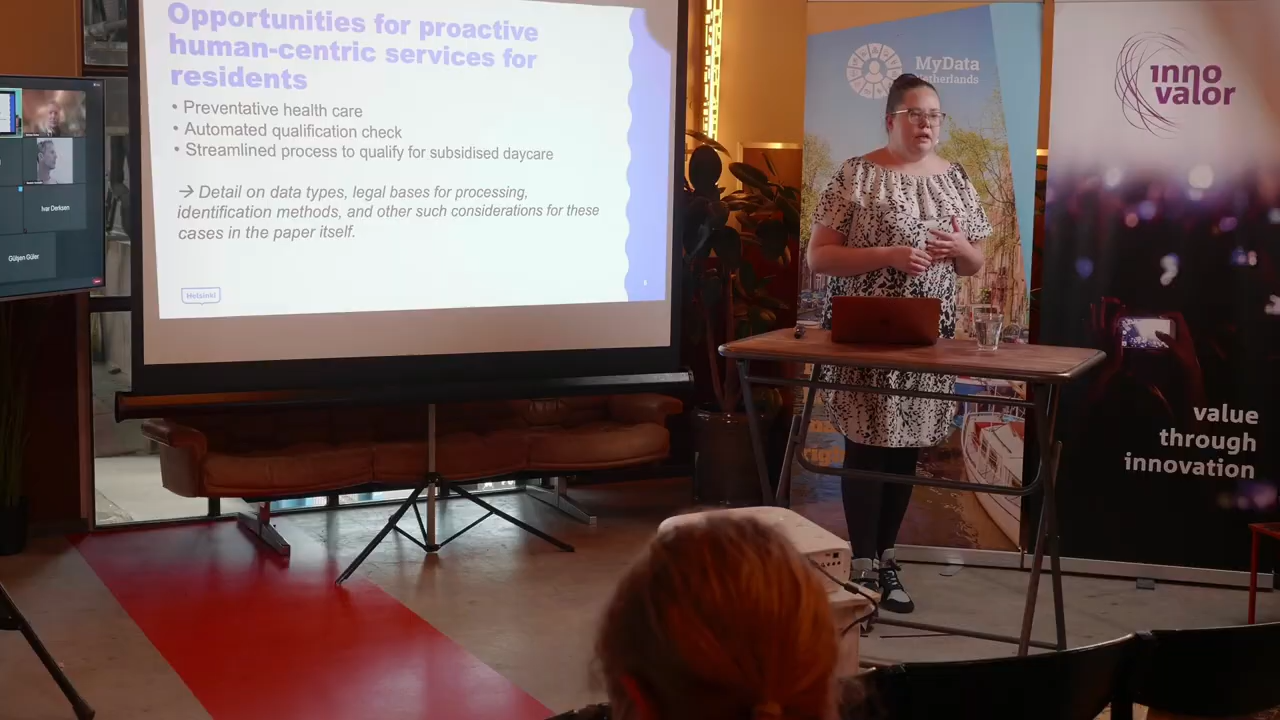 Opportunities for proactive
human-centric services for
residents
• Preventative health care
• Automated qualification check
• Streamlined process to qualify for subsidised daycare
→ Detail on data types, legal bases for processing,
identification methods, and other such considerations for these
cases in the paper itself.
Helsinki
Ivar Derksen
Gülşen Güler
MyData
Netherlands
inno
valor
value
through
innovation